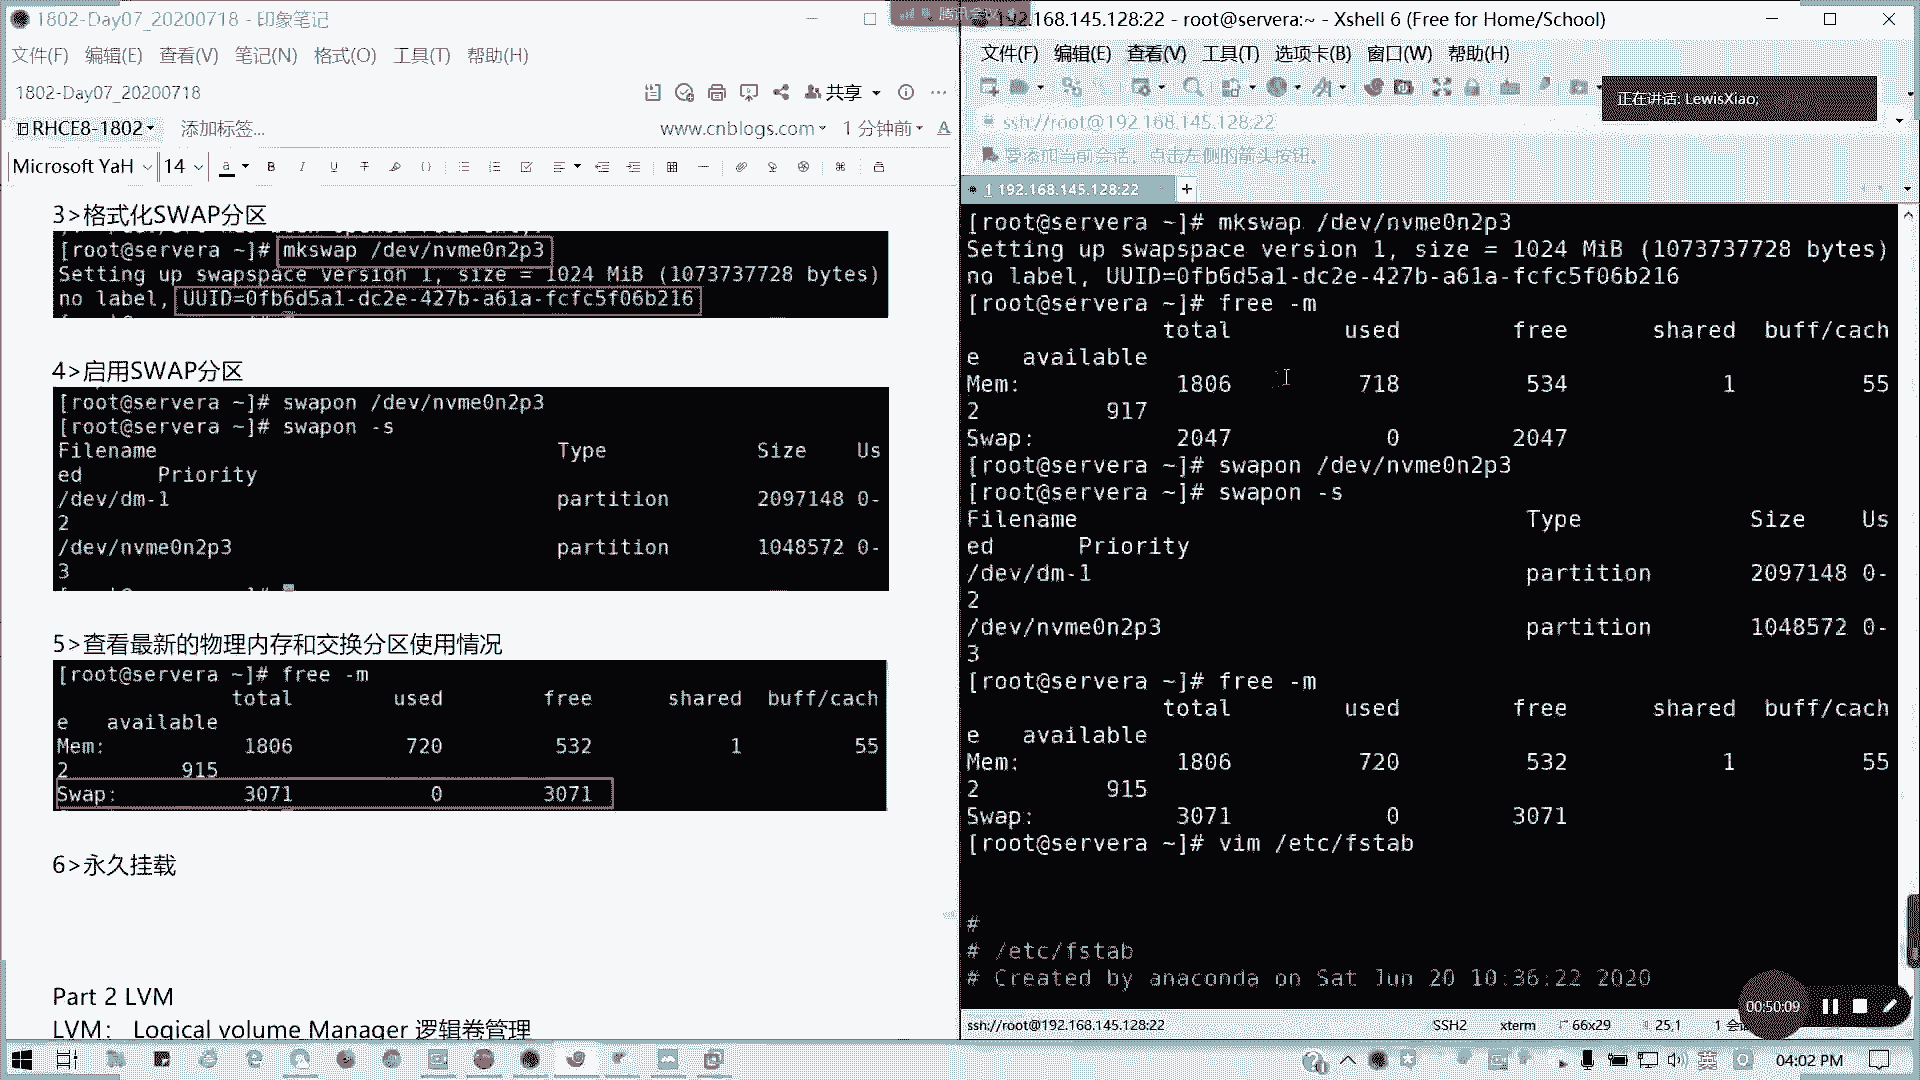 1802-Day07_20200718 - 印象笔记
文件(F) 编辑(E) 查看(V) 笔记(N) 格式(O) 工具(T) 帮助(H)
1802-Day07_20200718
共享
RHCE8-1802 添加标签...
www.cnblogs.com 1 分钟前
Microsoft YaH 14
3>格式化SWAP分区
[root@servera ~]# mkswap /dev/nvme0n2p3
Setting up swapspace version 1, size = 1024 MiB (1073737728 bytes)
no label, UUID=0fb6d5a1-dc2e-427b-a61a-fcfc5f06b216
4>启用SWAP分区
[root@servera ~]# swapon /dev/nvme0n2p3
[root@servera ~]# swapon -s
Filename Type Size Us
ed Priority
/dev/dm-1 partition 2097148 0-
2
/dev/nvme0n2p3 partition 1048572 0-
3
5>查看最新的物理内存和交换分区使用情况
[root@servera ~]# free -m
total used free shared buff/cach
e available
Mem: 1806 720 532 1 55
2 915
Swap: 3071 0 3071
6>永久挂载
Part 2 LVM
LVM: Logical volume Manager 逻辑卷管理
腾讯会议
192.168.145.128:22 - root@servera:~ - Xshell 6 (Free for Home/School)
文件(F) 编辑(E) 查看(V) 工具(T) 选项卡(B) 窗口(W) 帮助(H)
正在讲话: LewisXiao;
ssh://root@192.168.145.128:22
要添加当前会话，点击左侧的箭头按钮。
1 192.168.145.128:22
[root@servera ~]# mkswap /dev/nvme0n2p3
Setting up swapspace version 1, size = 1024 MiB (1073737728 bytes)
no label, UUID=0fb6d5a1-dc2e-427b-a61a-fcfc5f06b216
[root@servera ~]# free -m
total used free shared buff/cach
e available
Mem: 1806 718 534 1 55
2 917
Swap: 2047 0 2047
[root@servera ~]# swapon /dev/nvme0n2p3
[root@servera ~]# swapon -s
Filename Type Size Us
ed Priority
/dev/dm-1 partition 2097148 0-
2
/dev/nvme0n2p3 partition 1048572 0-
3
[root@servera ~]# free -m
total used free shared buff/cach
e available
Mem: 1806 720 532 1 55
2 915
Swap: 3071 0 3071
[root@servera ~]# vim /etc/fstab
#
# /etc/fstab
# Created by anaconda on Sat Jun 20 10:36:22 2020
00:50:09
ssh://root@192.168.145.128:22 SSH2 xterm 66x29 25,1
英 04:02 PM